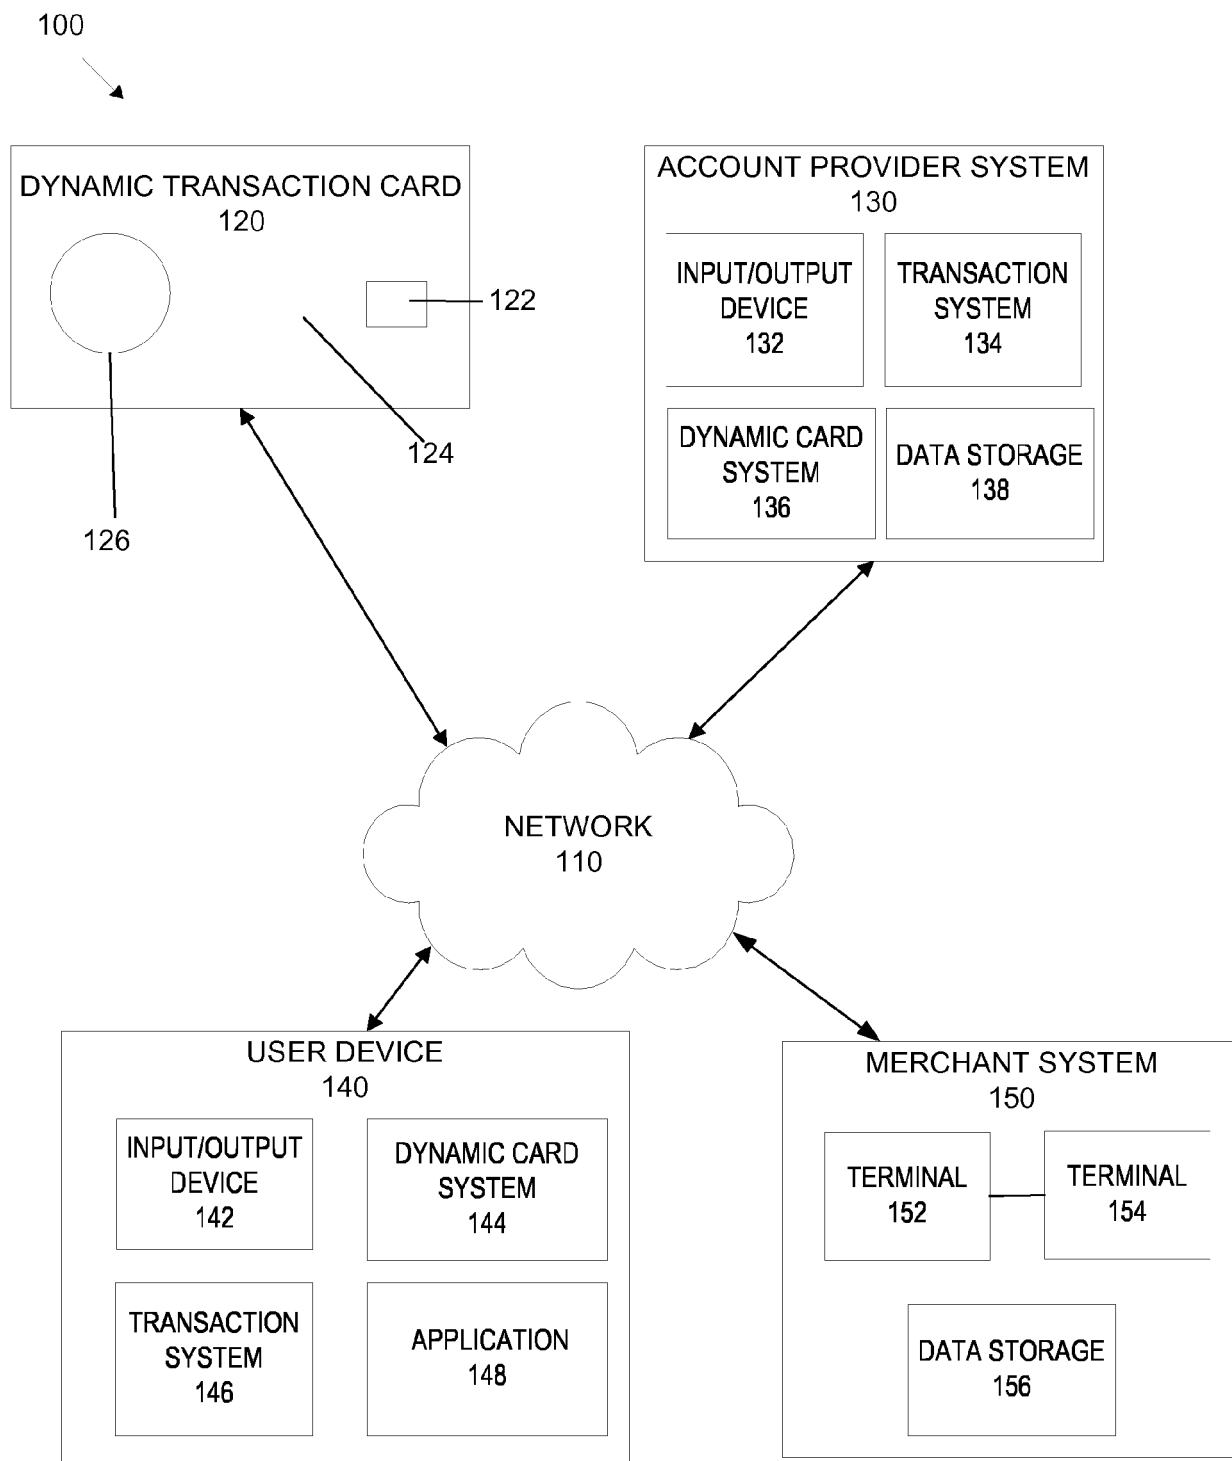 100
DYNAMIC TRANSACTION CARD
120
122
124
126
ACCOUNT PROVIDER SYSTEM
130
INPUT/OUTPUT
DEVICE
132
TRANSACTION
SYSTEM
134
DYNAMIC CARD
SYSTEM
136
DATA STORAGE
138
NETWORK
110
USER DEVICE
140
INPUT/OUTPUT
DEVICE
142
DYNAMIC CARD
SYSTEM
144
TRANSACTION
SYSTEM
146
APPLICATION
148
MERCHANT SYSTEM
150
TERMINAL
152
TERMINAL
154
DATA STORAGE
156